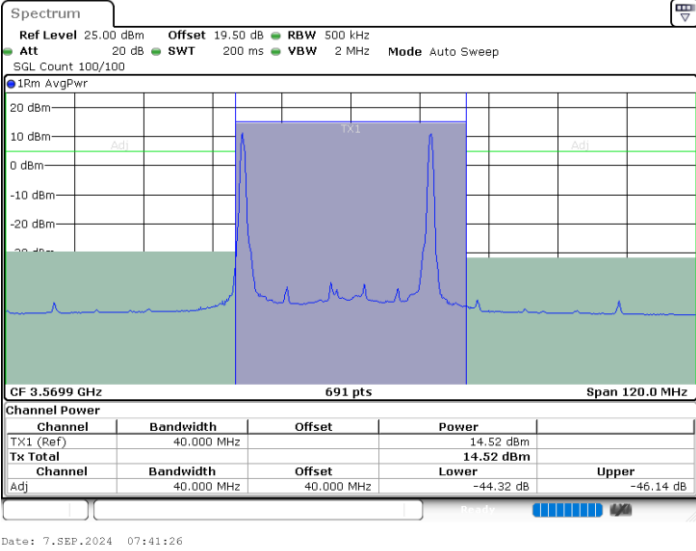 Spectrum
Ref Level 25.00 dBm Offset 19.50 dB RBW 500 kHz
Att 20 dB SWT 200 ms VBW 2 MHz Mode Auto Sweep
SGL Count 100/100
1Rm AvgPwr
20 dBm
TX1
10 dBm
Adj Adj
0 dBm
-10 dBm
-20 dBm
-30 dBm
CF 3.5699 GHz 691 pts Span 120.0 MHz
Channel Power
Channel Bandwidth Offset Power
TX1 (Ref) 40.000 MHz 14.52 dBm
Tx Total 14.52 dBm
Channel Bandwidth Offset Lower Upper
Adj 40.000 MHz 40.000 MHz -44.32 dB -46.14 dB
Ready
Date: 7.SEP.2024 07:41:26